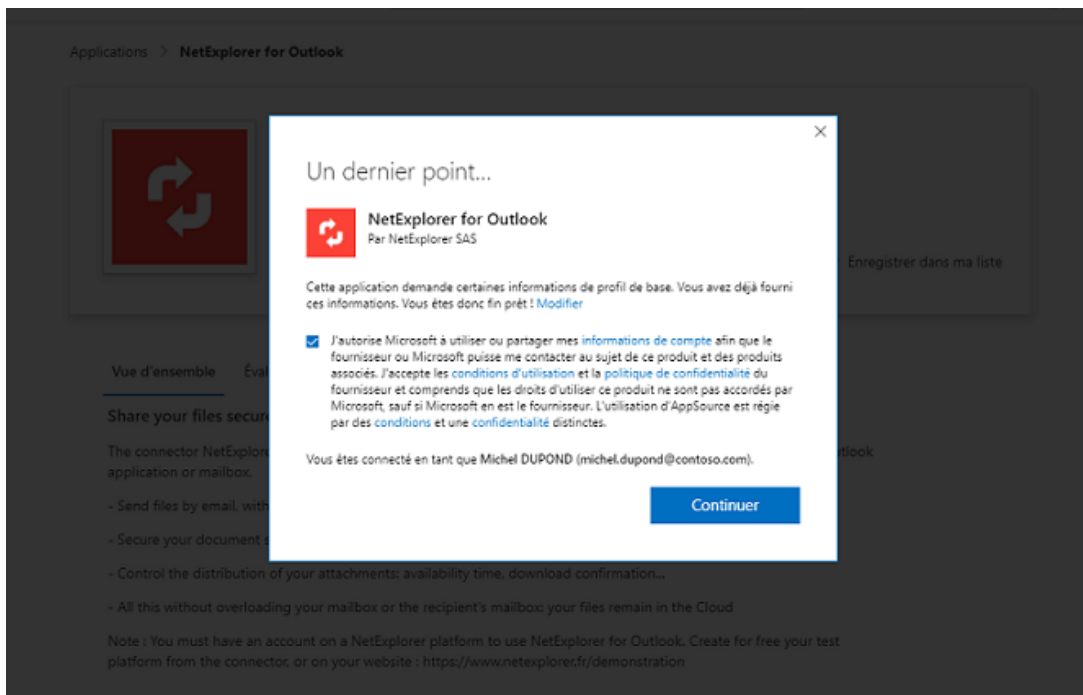 Applications > NetExplorer for Outlook
Un dernier point...
NetExplorer for Outlook
Par NetExplorer SAS
Enregistrer dans ma liste
Cette application demande certaines informations de profil de base. Vous avez déjà fourni
ces informations. Vous êtes donc fin prêt ! Modifier
J'autorise Microsoft à utiliser ou partager mes informations de compte afin que le
fournisseur ou Microsoft puisse me contacter au sujet de ce produit et des produits
associés. J'accepte les conditions d'utilisation et la politique de confidentialité du
fournisseur et comprends que les droits d'utiliser ce produit ne sont pas accordés par
Microsoft, sauf si Microsoft en est le fournisseur. L'utilisation d'AppSource est régie
par des conditions et une confidentialité distinctes.
Vous êtes connecté en tant que Michel DUPOND (michel.dupond@contoso.com).
Continuer
Vue d'ensemble Éval
Share your files secure
The connector NetExplore
tlook
application or mailbox.
- Send files by email, with
- Secure your document s
- Control the distribution of your attachments: availability time, download confirmation...
- All this without overloading your mailbox or the recipient's mailbox: your files remain in the Cloud
Note : You must have an account on a NetExplorer platform to use NetExplorer for Outlook. Create for free your test
platform from the connector, or on your website : https://www.netexplorer.fr/demonstration